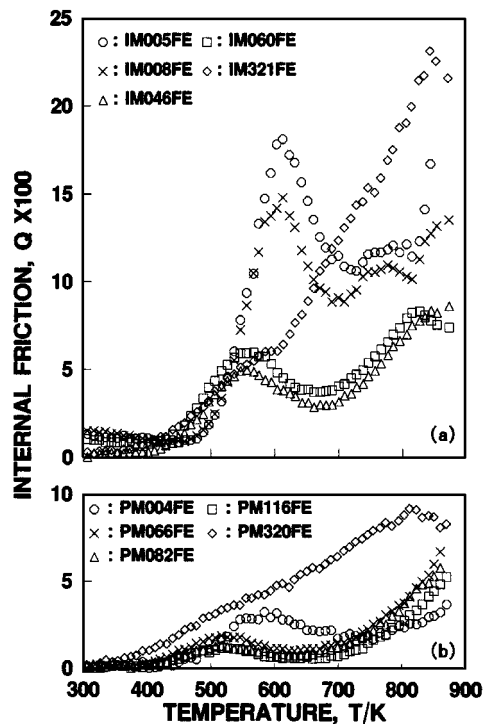 INTERNAL FRICTION, Q X100
25
20
15
10
5
0
○ : IM005FE □ : IM060FE
× : IM008FE ◇ : IM321FE
△ : IM046FE
(a)
10
5
0
○ : PM004FE □ : PM116FE
× : PM066FE ◇ : PM320FE
△ : PM082FE
(b)
300 400 500 600 700 800 900
TEMPERATURE, T/K